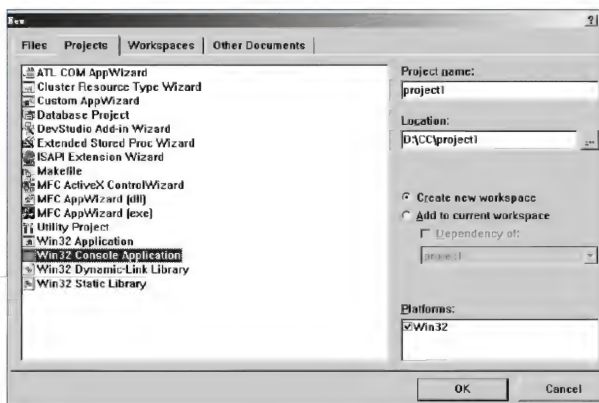 New
Files Projects Workspaces Other Documents
ATL COM AppWizard
Cluster Resource Type Wizard
Custom AppWizard
Database Project
DevStudio Add-in Wizard
Extended Stored Proc Wizard
ISAPI Extension Wizard
Makefile
MFC ActiveX ControlWizard
MFC AppWizard (dll)
MFC AppWizard (exe)
Utility Project
Win32 Application
Win32 Console Application
Win32 Dynamic-Link Library
Win32 Static Library
Project name:
project1
Location:
D:\CC\project1
...
Create new workspace
Add to current workspace
Dependency of:
project1
Platforms:
Win32
OK Cancel